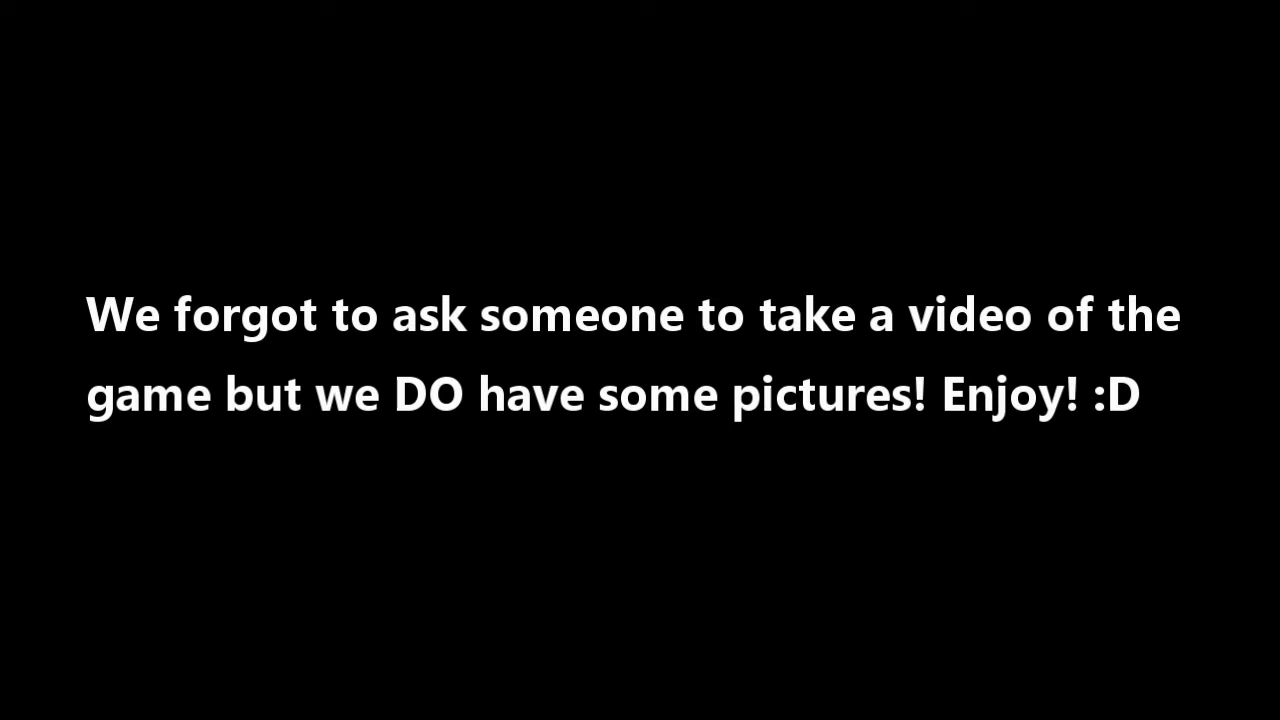 We forgot to ask someone to take a video of the
game but we DO have some pictures! Enjoy! :D